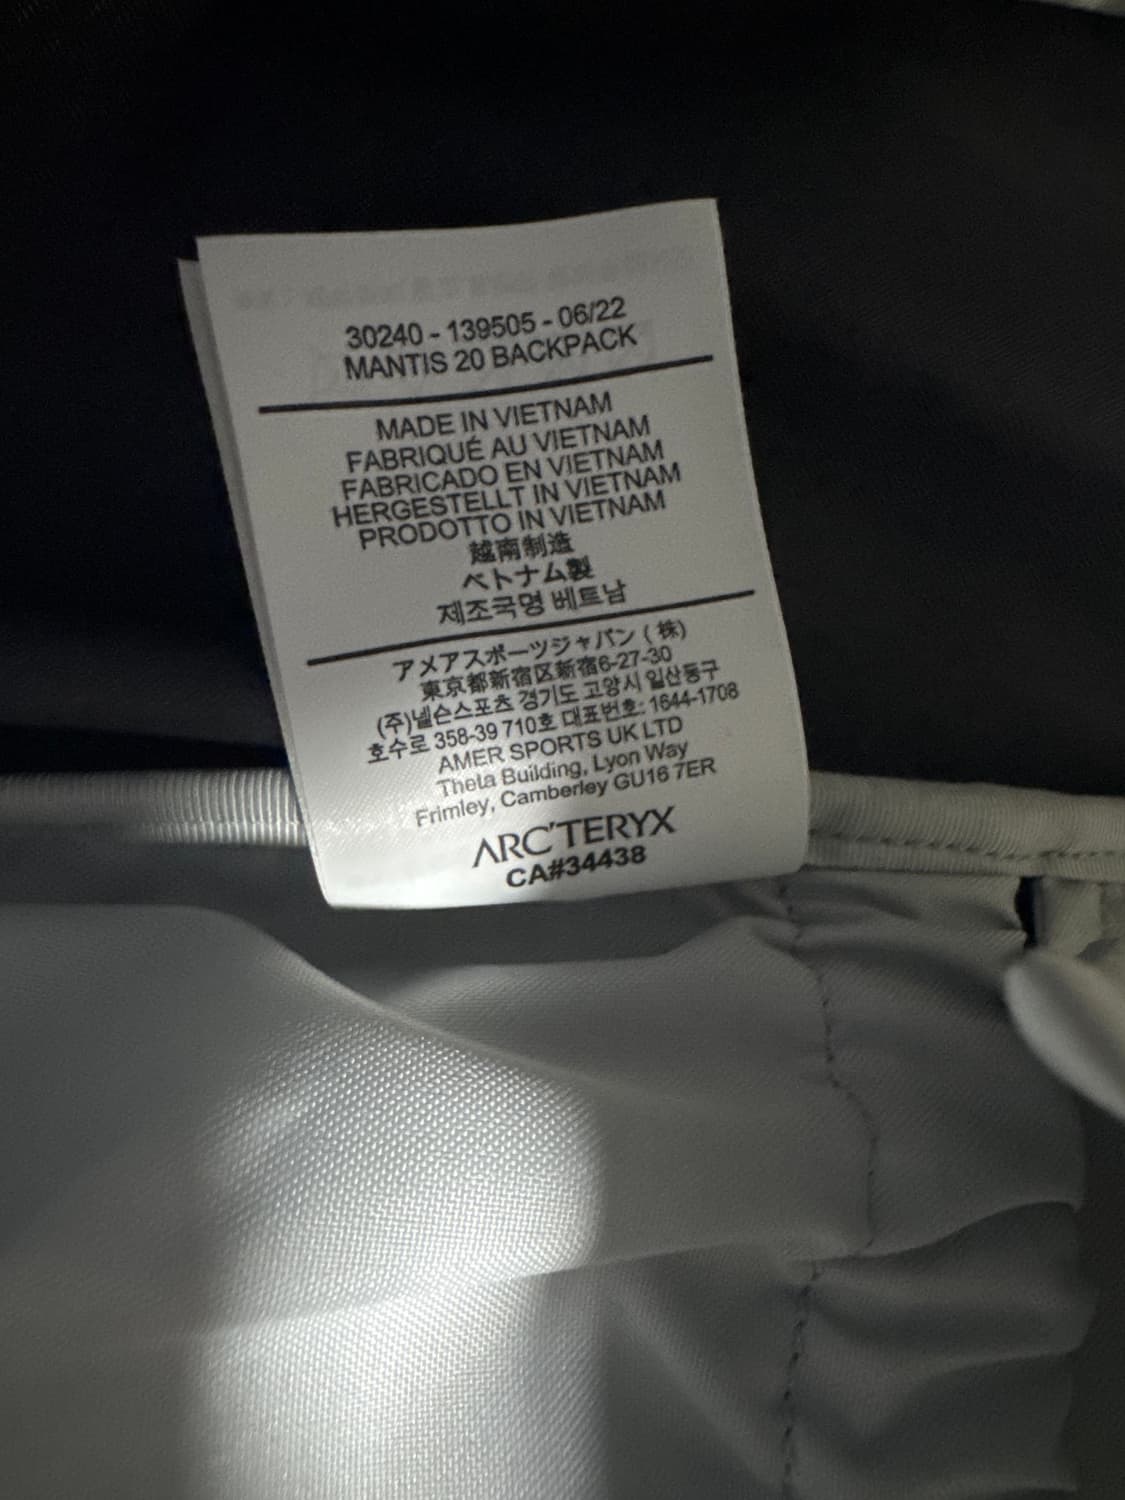 30240 - 139505 - 06/22
MANTIS 20 BACKPACK
MADE IN VIETNAM
FABRIQUÉ AU VIETNAM
FABRICADO EN VIETNAM
HERGESTELLT IN VIETNAM
PRODOTTO IN VIETNAM
越南制造
ベトナム製
제조국명 베트남
アメアスポーツジャパン (株)
東京都新宿区新宿6-27-30
(주)넬슨스포츠 경기도 고양시 일산동구
호수로 358-39 710호 대표번호: 1644-1708
AMER SPORTS UK LTD
Theta Building, Lyon Way
Frimley, Camberley GU16 7ER
ARC'TERYX
CA#34438